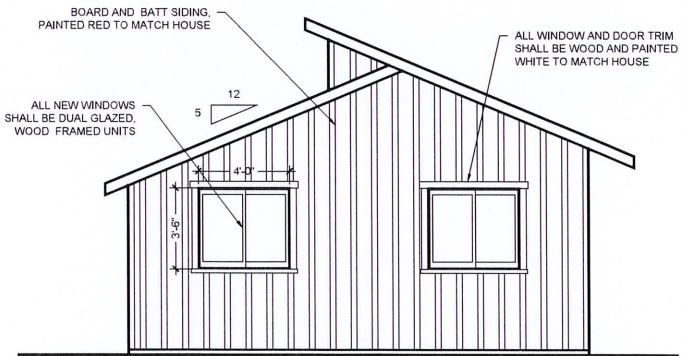 BOARD AND BATT SIDING,
PAINTED RED TO MATCH HOUSE
ALL WINDOW AND DOOR TRIM
SHALL BE WOOD AND PAINTED
WHITE TO MATCH HOUSE
12
5
ALL NEW WINDOWS
SHALL BE DUAL GLAZED,
WOOD FRAMED UNITS
4'-0"
3'-6"